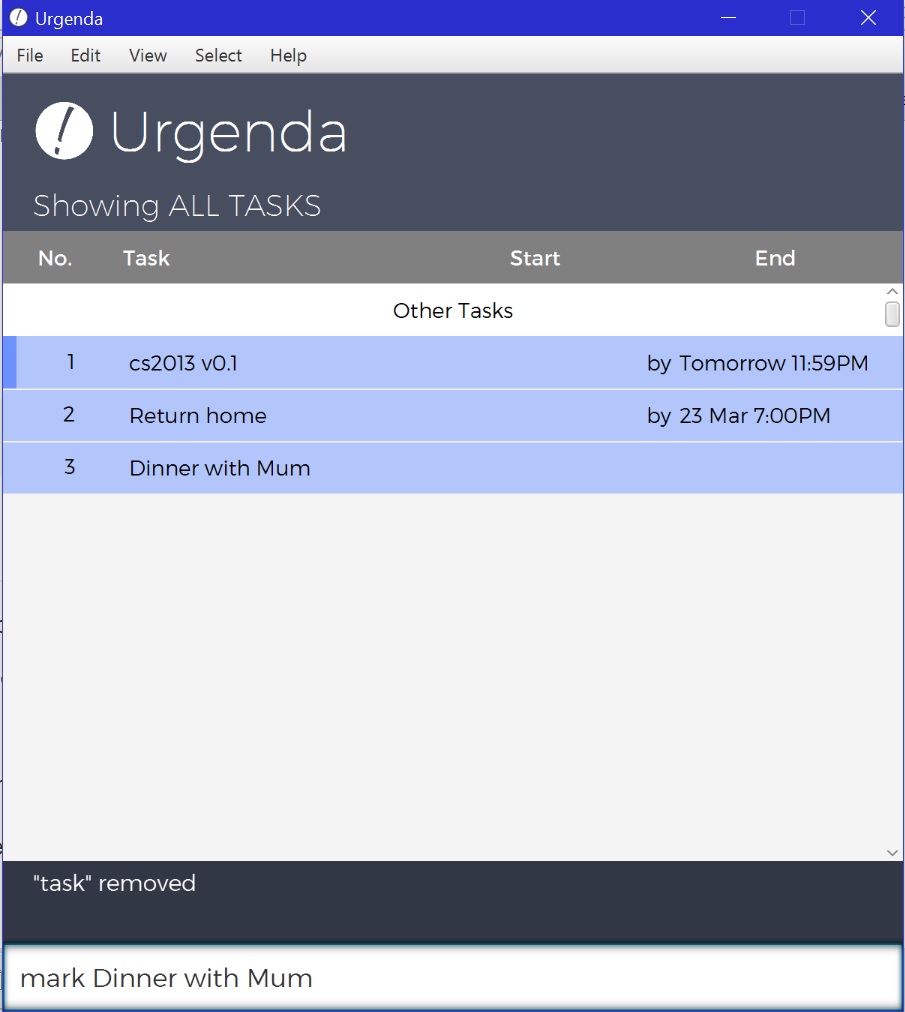 Urgenda
File Edit View Select Help
Urgenda
Showing ALL TASKS
No. Task Start End
Other Tasks
1 cs2013 v0.1 by Tomorrow 11:59PM
2 Return home by 23 Mar 7:00PM
3 Dinner with Mum
"task" removed
mark Dinner with Mum